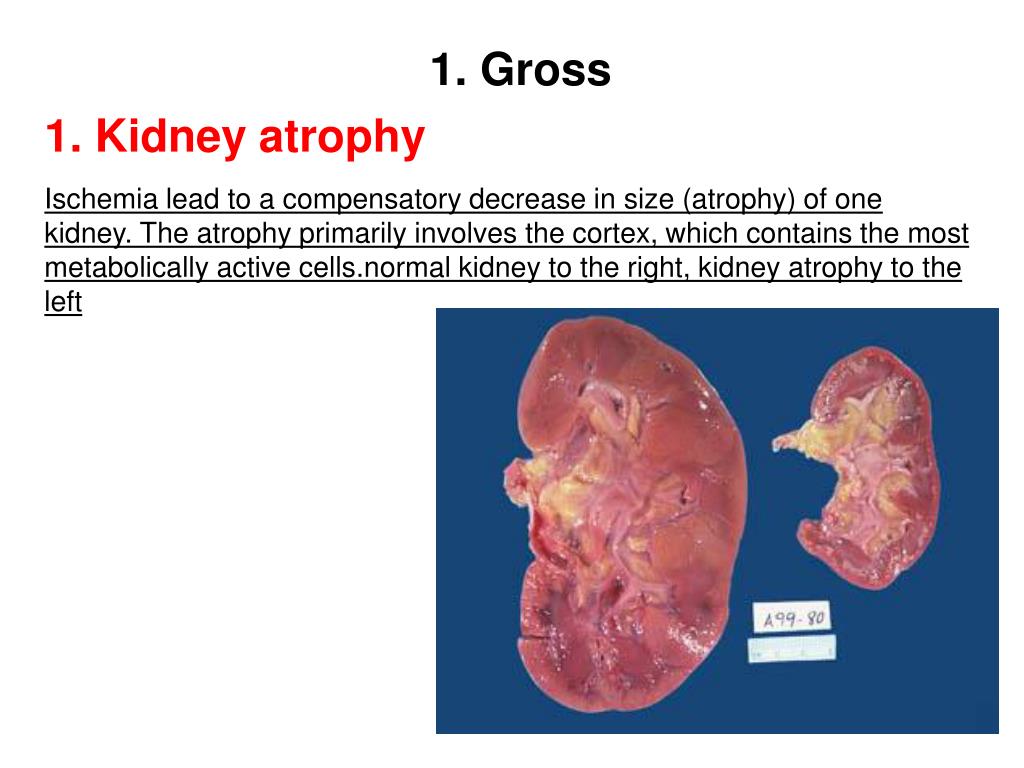 1. Gross
1. Kidney atrophy
Ischemia lead to a compensatory decrease in size (atrophy) of one
kidney. The atrophy primarily involves the cortex, which contains the most
metabolically active cells.normal kidney to the right, kidney atrophy to the
left
A99-80